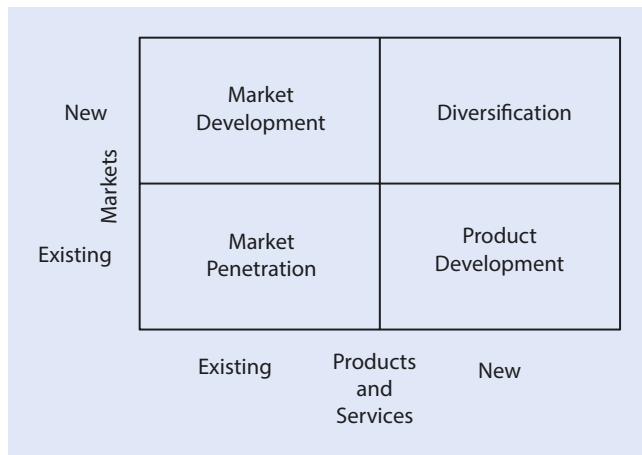 New
Markets
Existing
Market
Development
Diversification
Market
Penetration
Product
Development
Existing
Products
and
Services
New